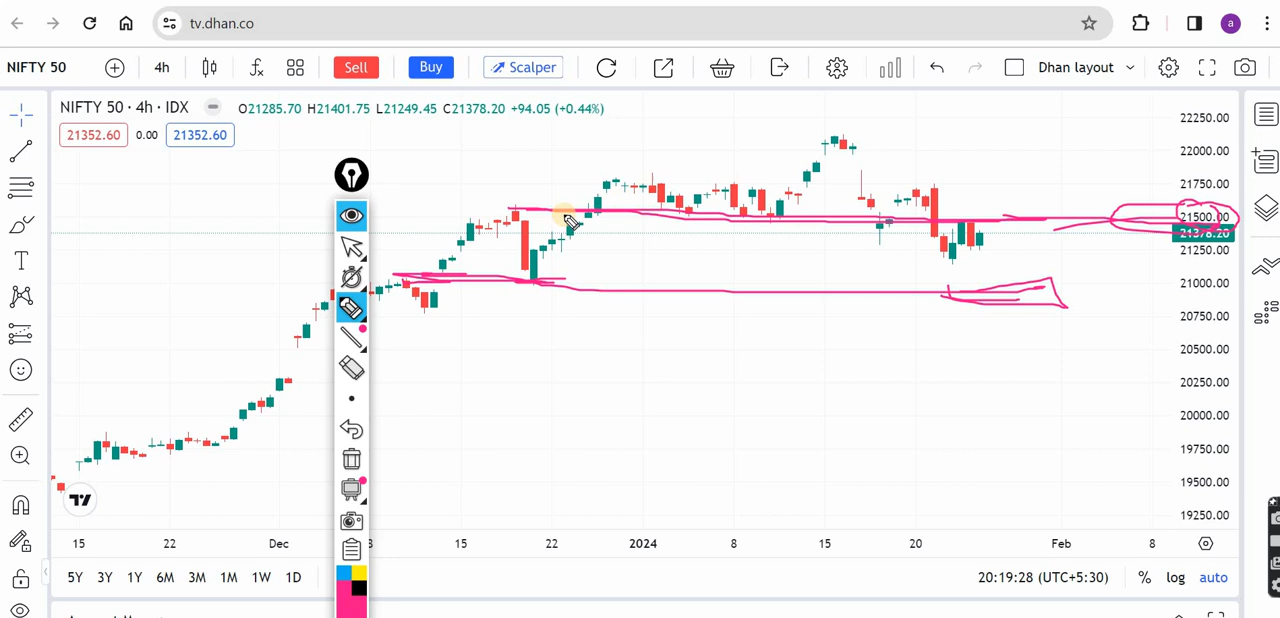 tv.dhan.co
a
NIFTY 50
4h
Sell
Buy
Scalper
Dhan layout
NIFTY 50 · 4h · IDX
O21285.70 H21401.75 L21249.45 C21378.20 +94.05 (+0.44%)
21352.60
0.00
21352.60
22250.00
22000.00
21750.00
21500.00
21378.20
21250.00
21000.00
20750.00
20500.00
20250.00
20000.00
19750.00
19500.00
19250.00
15
22
Dec
8
15
22
2024
8
15
20
Feb
8
5Y 3Y 1Y 6M 3M 1M 1W 1D
20:19:28 (UTC+5:30)
%
log
auto